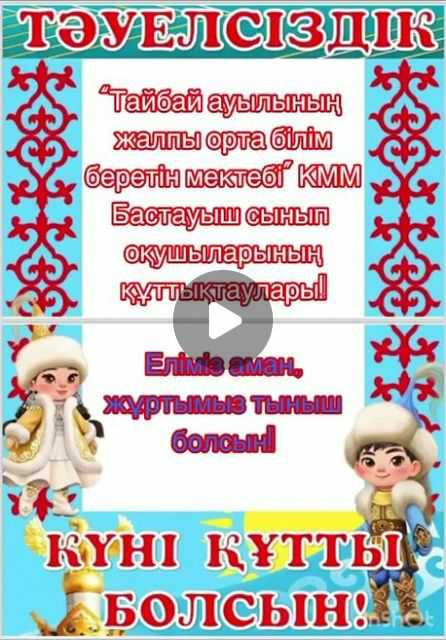 ТӘУЕЛСІЗДІК
"Тайбай ауылының
жалпы орта білім
беретін мектебі" КММ
Бастауыш сынып
оқушыларының
құттықтаулары!
Еліміз аман,
жұртымыз тыныш
болсын!
КҮНІ ҚҰТТЫ
БОЛСЫН!